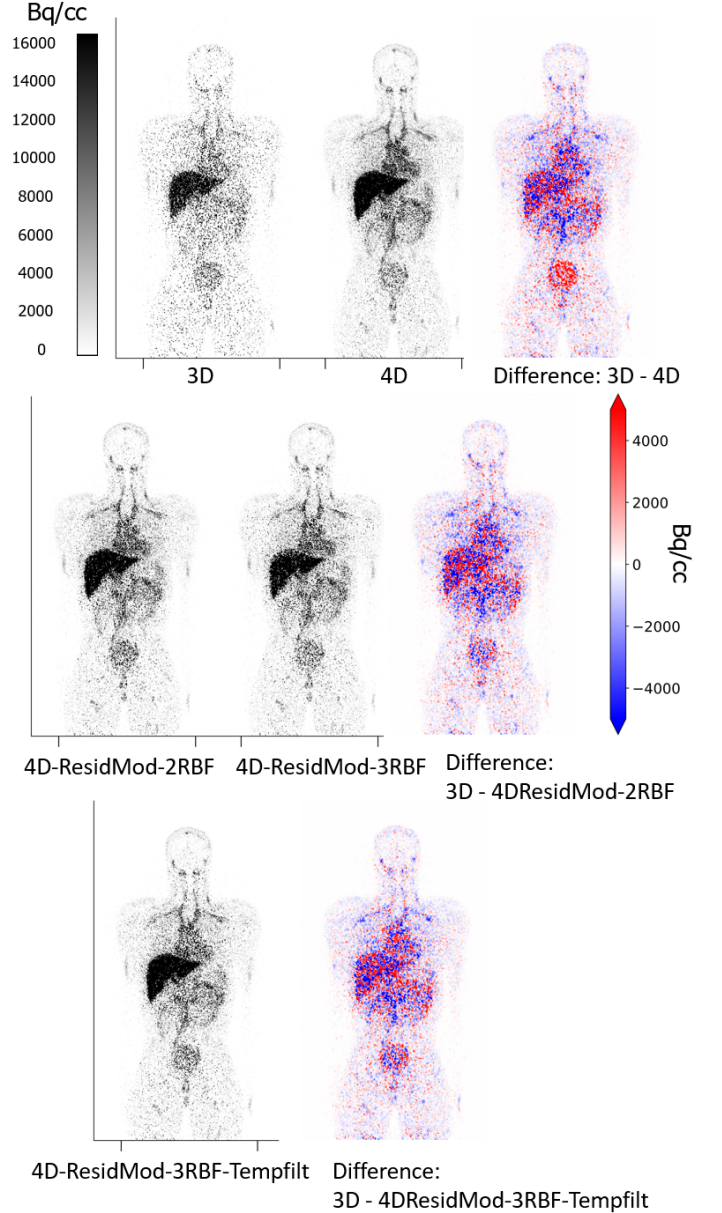 Bq/cc
16000
14000
12000
10000
8000
6000
4000
2000
0
3D
4D
Difference: 3D - 4D
4000
2000
0
−2000
−4000
Bq/cc
4D-ResidMod-2RBF
4D-ResidMod-3RBF
Difference:
3D - 4DResidMod-2RBF
4D-ResidMod-3RBF-Tempfilt
Difference:
3D - 4DResidMod-3RBF-Tempfilt